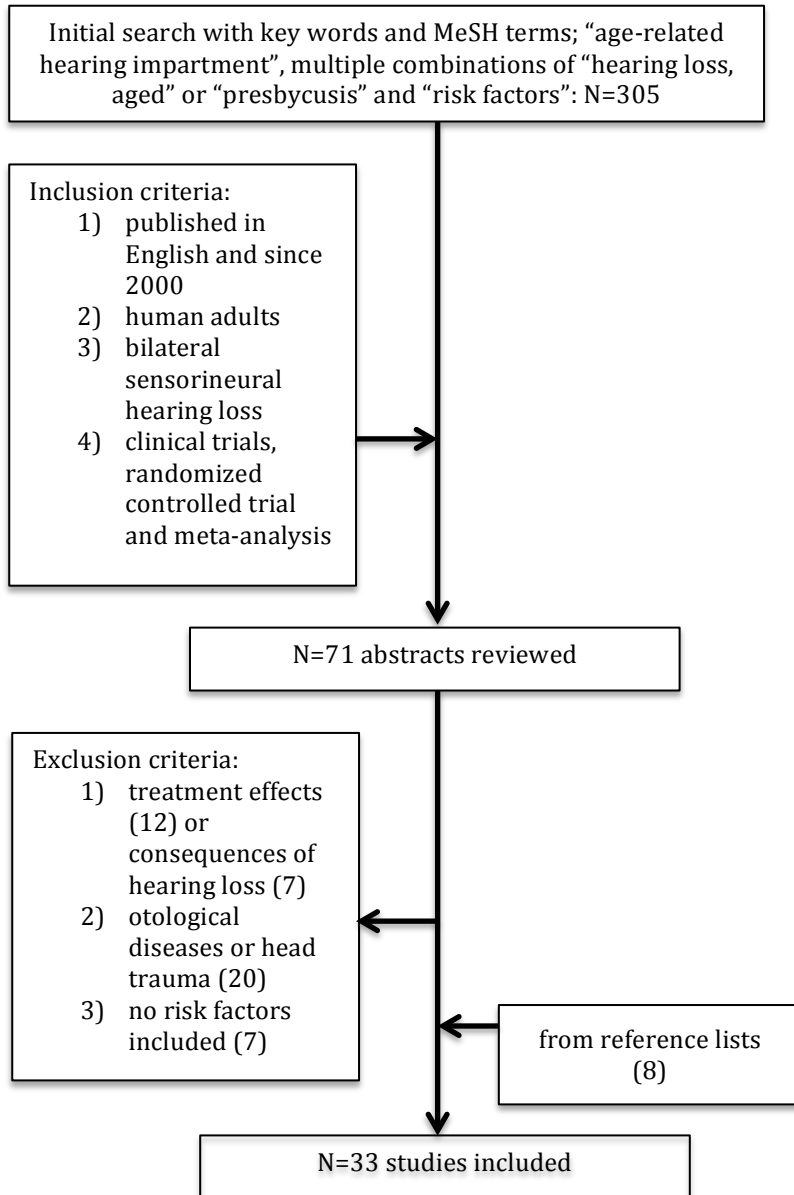 Initial search with key words and MeSH terms; “age-related
hearing impartment”, multiple combinations of “hearing loss,
aged” or “presbycusis” and “risk factors”: N=305
Inclusion criteria:
1) published in
English and since
2000
2) human adults
3) bilateral
sensorineural
hearing loss
4) clinical trials,
randomized
controlled trial
and meta-analysis
N=71 abstracts reviewed
Exclusion criteria:
1) treatment effects
(12) or
consequences of
hearing loss (7)
2) otological
diseases or head
trauma (20)
3) no risk factors
included (7)
from reference lists
(8)
N=33 studies included